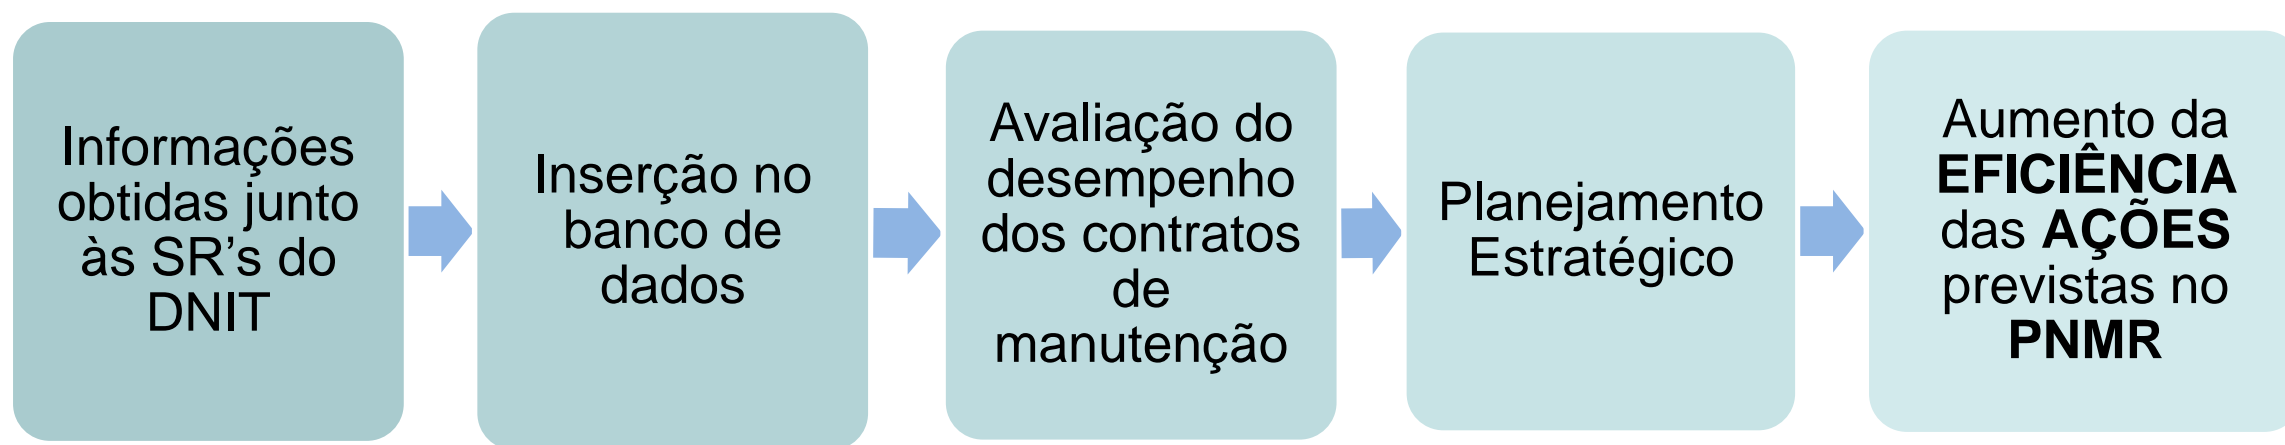 Informações
obtidas junto
às SR’s do
DNIT
Inserção no
banco de
dados
Avaliação do
desempenho
dos contratos
de
manutenção
Planejamento
Estratégico
Aumento da
EFICIÊNCIA
das AÇÕES
previstas no
PNMR